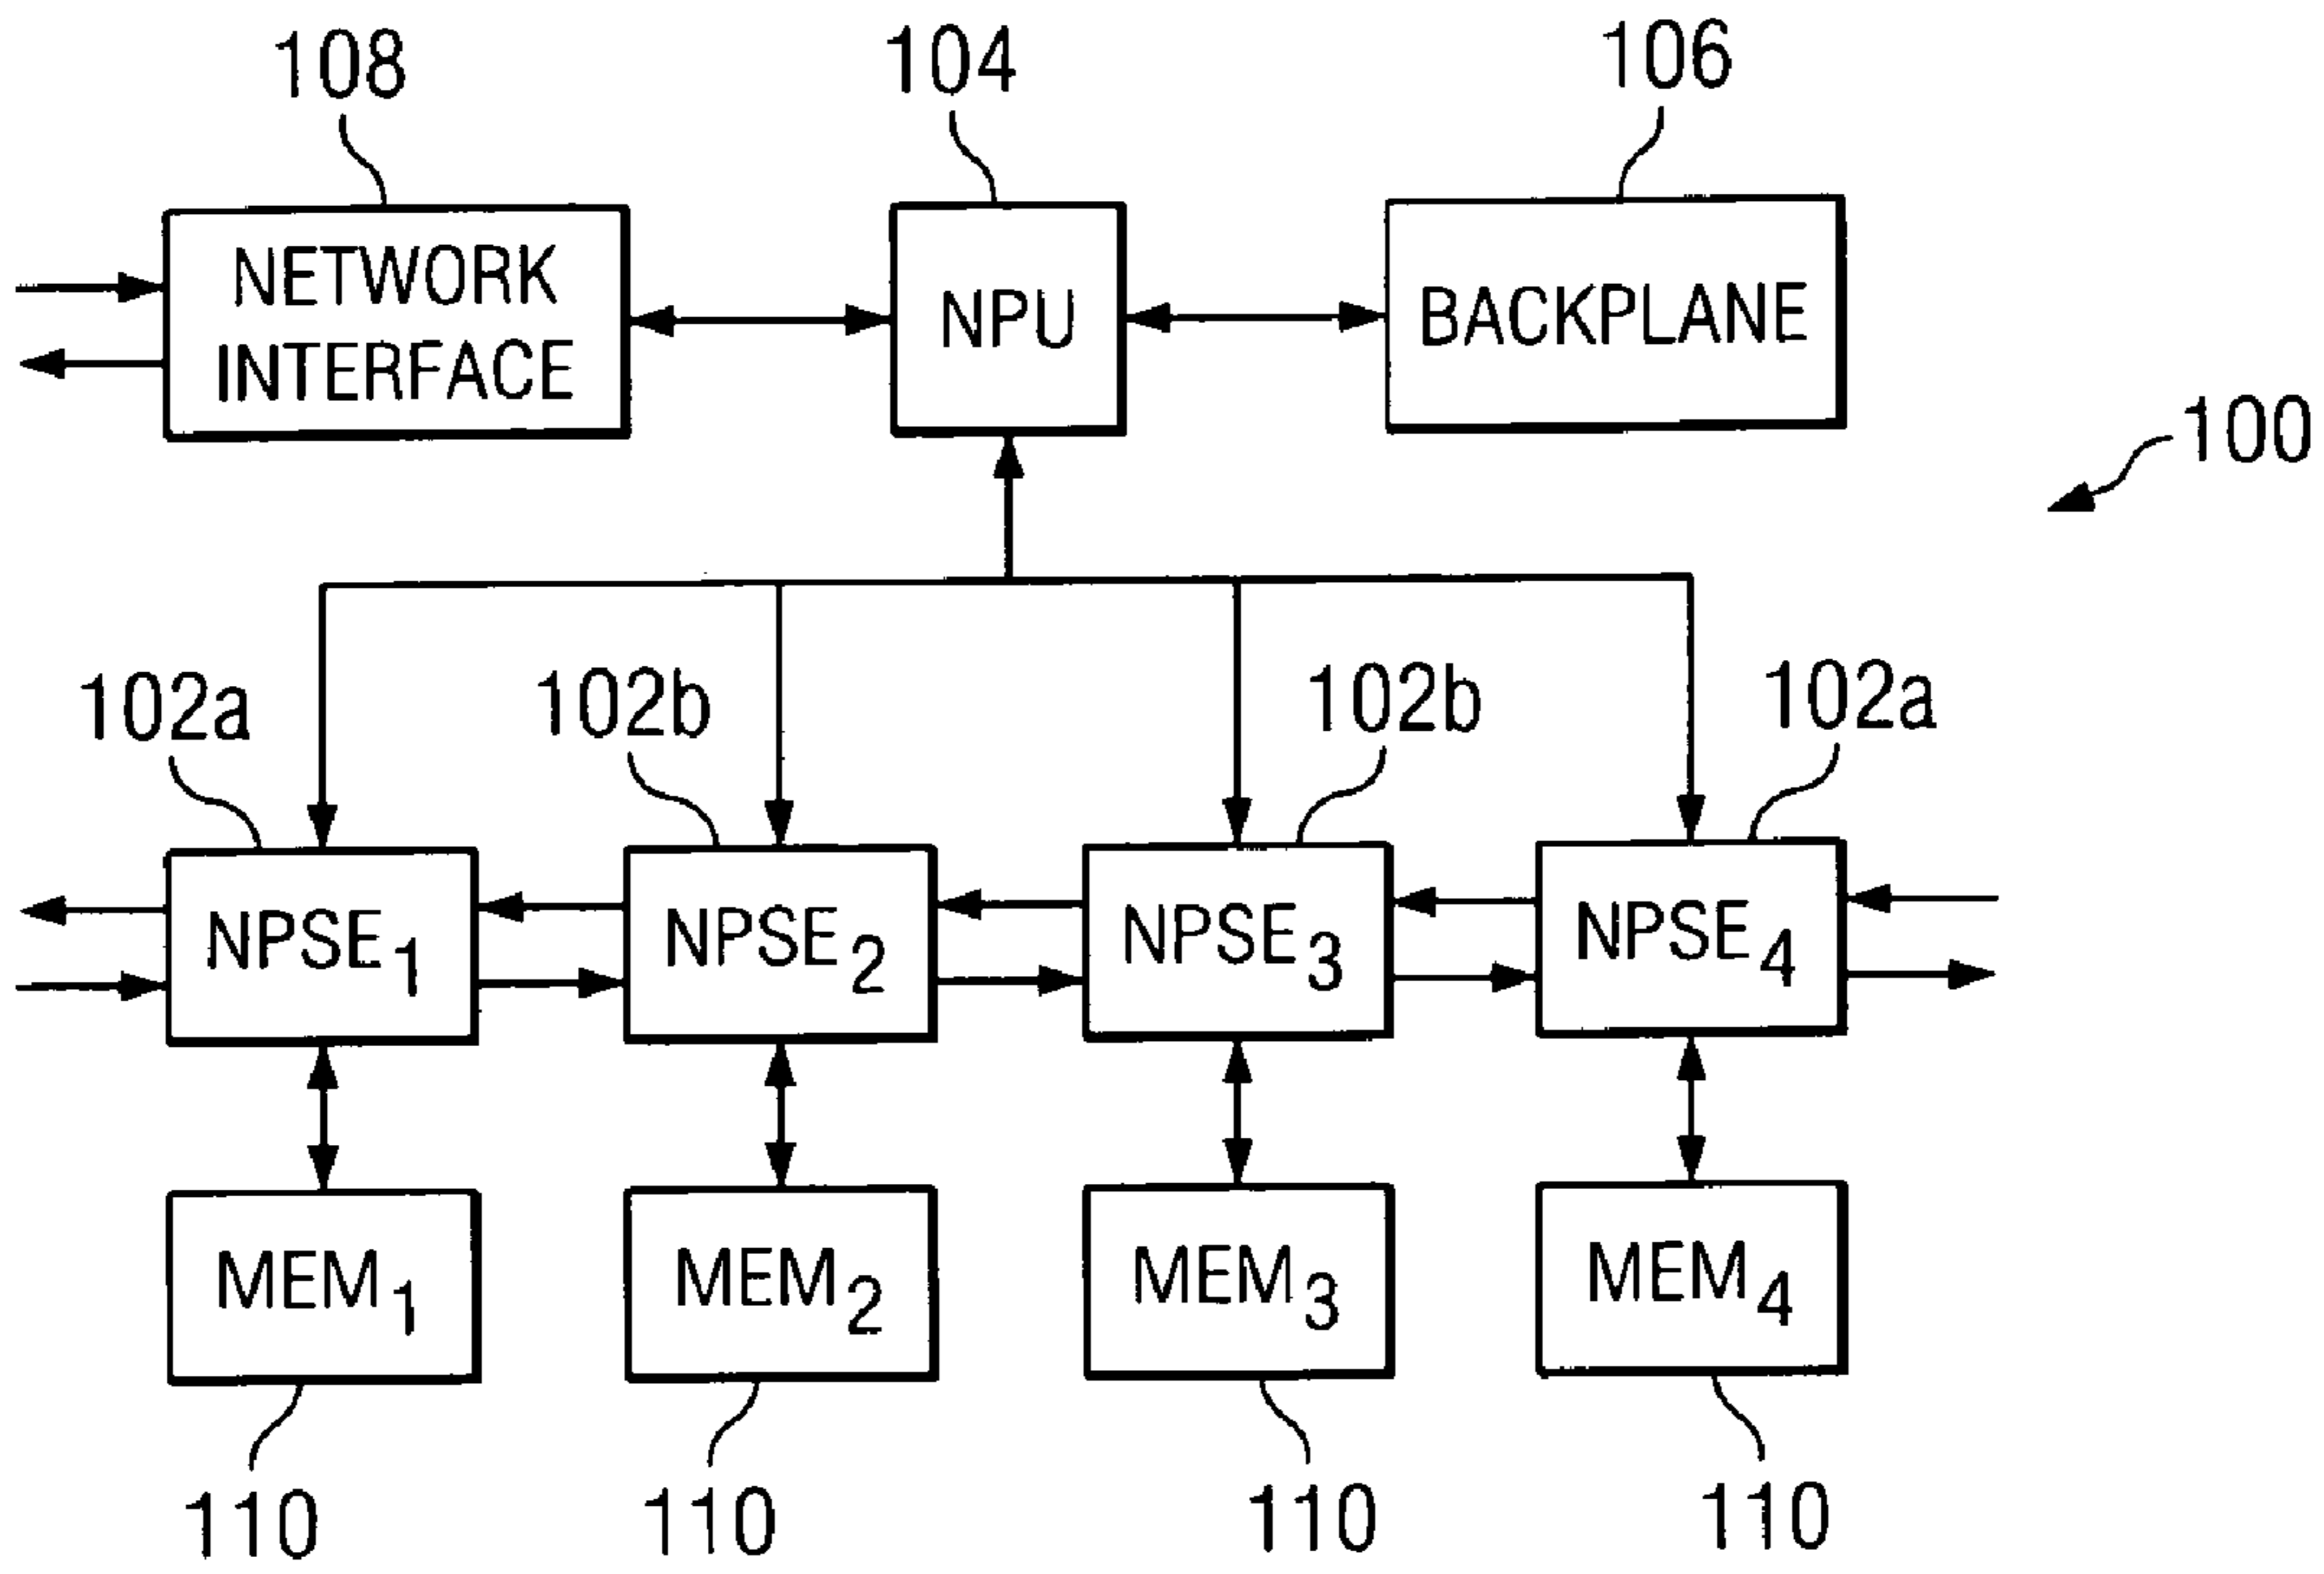 108
104
106
NETWORK
INTERFACE
NPU
BACKPLANE
100
102a
102b
102b
102a
NPSE1
NPSE2
NPSE3
NPSE4
MEM1
MEM2
MEM3
MEM4
110
110
110
110